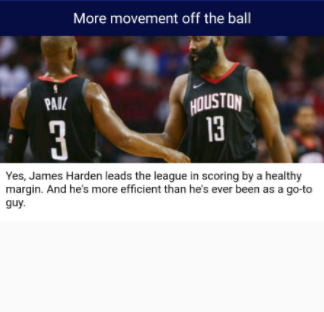 More movement off the ball
PAUL
3
HOUSTON
13
Yes, James Harden leads the league in scoring by a healthy
margin. And he's more efficient than he's ever been as a go-to
guy.